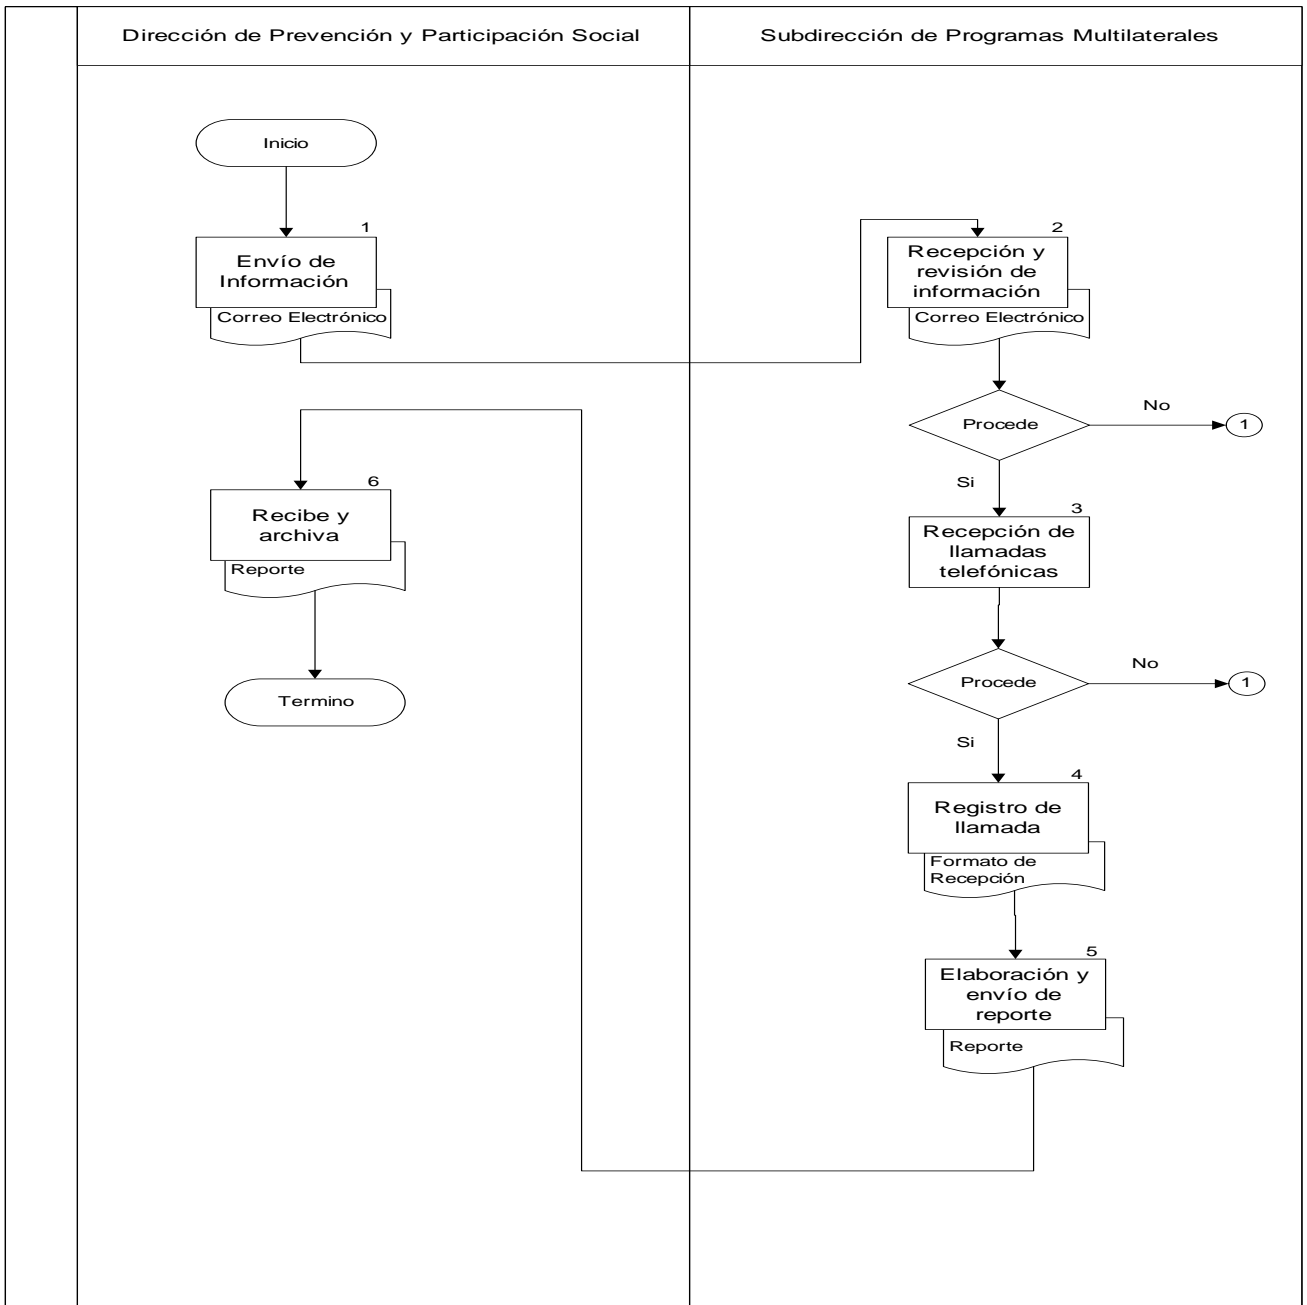 Dirección de Prevención y Participación Social
Subdirección de Programas Multilaterales
Inicio
1
Envío de
Información
Correo Electrónico
2
Recepción y
revisión de
información
Correo Electrónico
Procede
No
1
Si
3
Recepción de
llamadas
telefónicas
Procede
No
1
Si
4
Registro de
llamada
Formato de
Recepción
5
Elaboración y
envío de
reporte
Reporte
6
Recibe y
archiva
Reporte
Termino